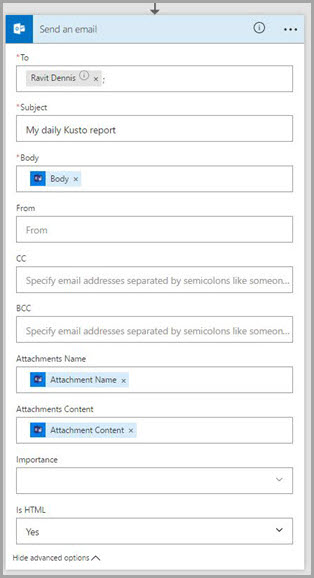 Send an email
*To
Ravit Dennis × ;
*Subject
My daily Kusto report
*Body
Body ×
From
From
CC
Specify email addresses separated by semicolons like someon...
BCC
Specify email addresses separated by semicolons like someon...
Attachments Name
Attachment Name ×
Attachments Content
Attachment Content ×
Importance
Is HTML
Yes
Hide advanced options